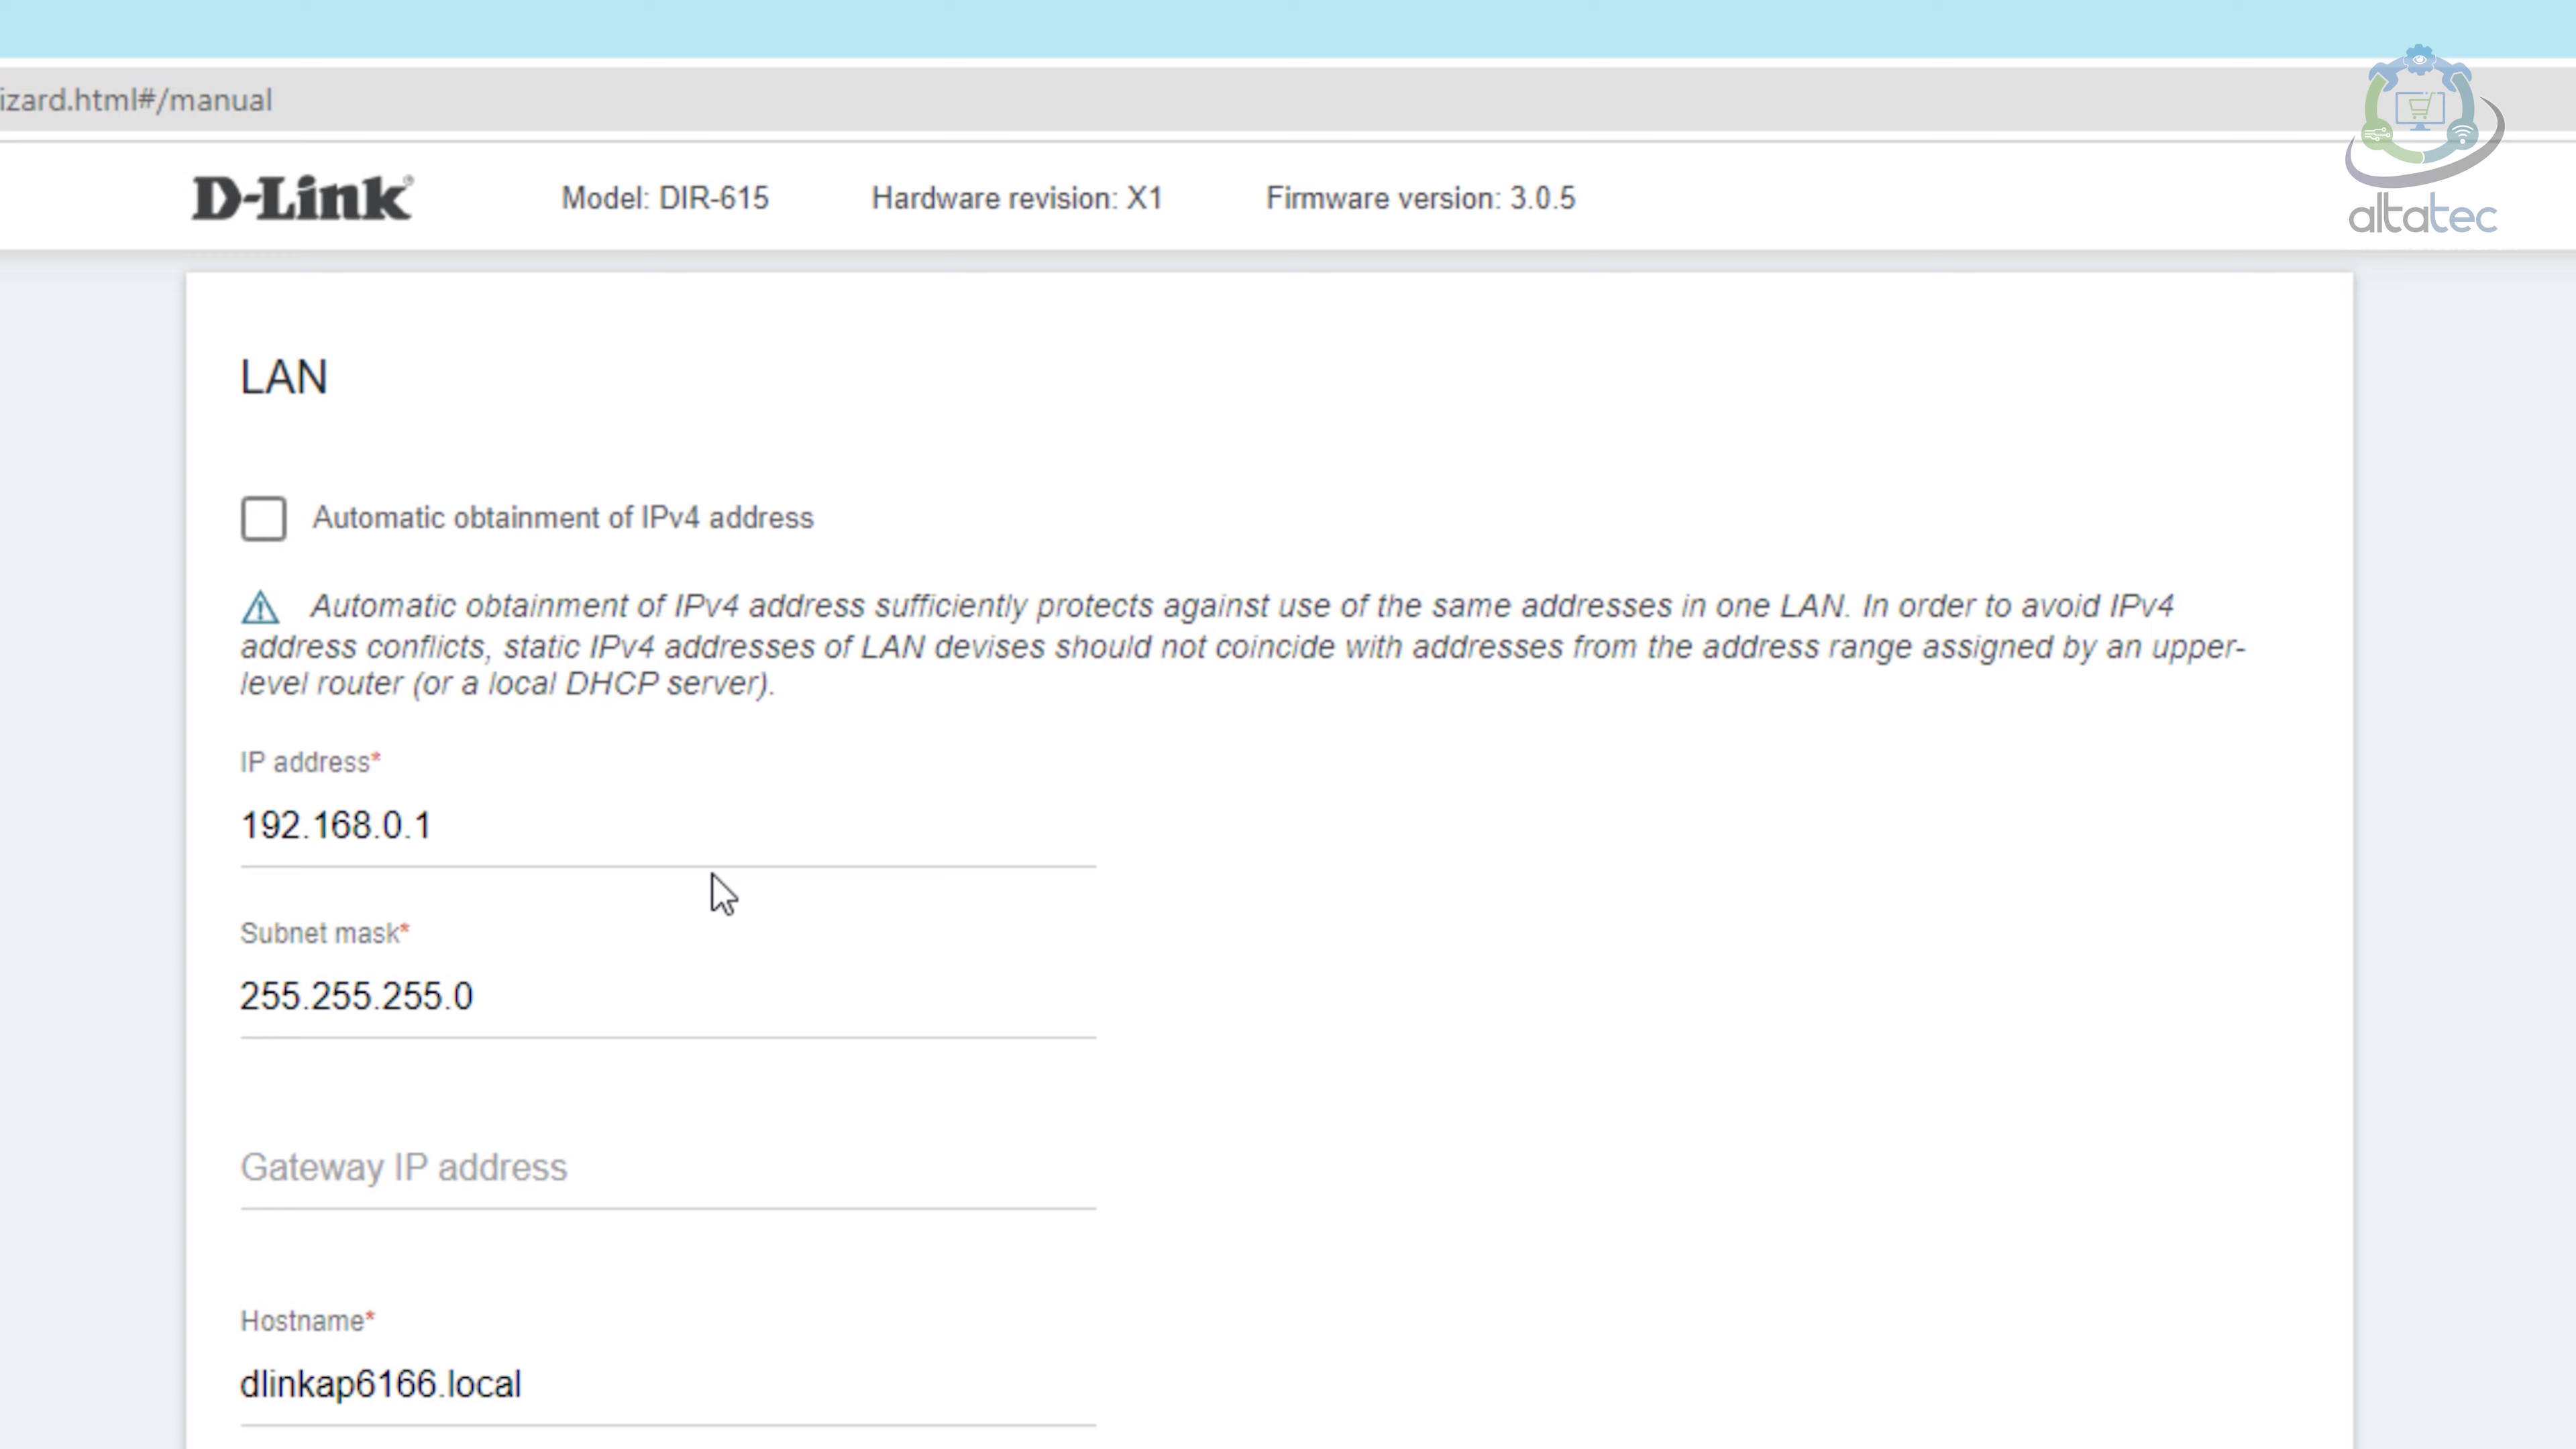 izard.html#/manual
D-Link
Model: DIR-615
Hardware revision: X1
Firmware version: 3.0.5
altatec
LAN
Automatic obtainment of IPv4 address
Automatic obtainment of IPv4 address sufficiently protects against use of the same addresses in one LAN. In order to avoid IPv4
address conflicts, static IPv4 addresses of LAN devises should not coincide with addresses from the address range assigned by an upper-
level router (or a local DHCP server).
IP address*
192.168.0.1
Subnet mask*
255.255.255.0
Gateway IP address
Hostname*
dlinkap6166.local